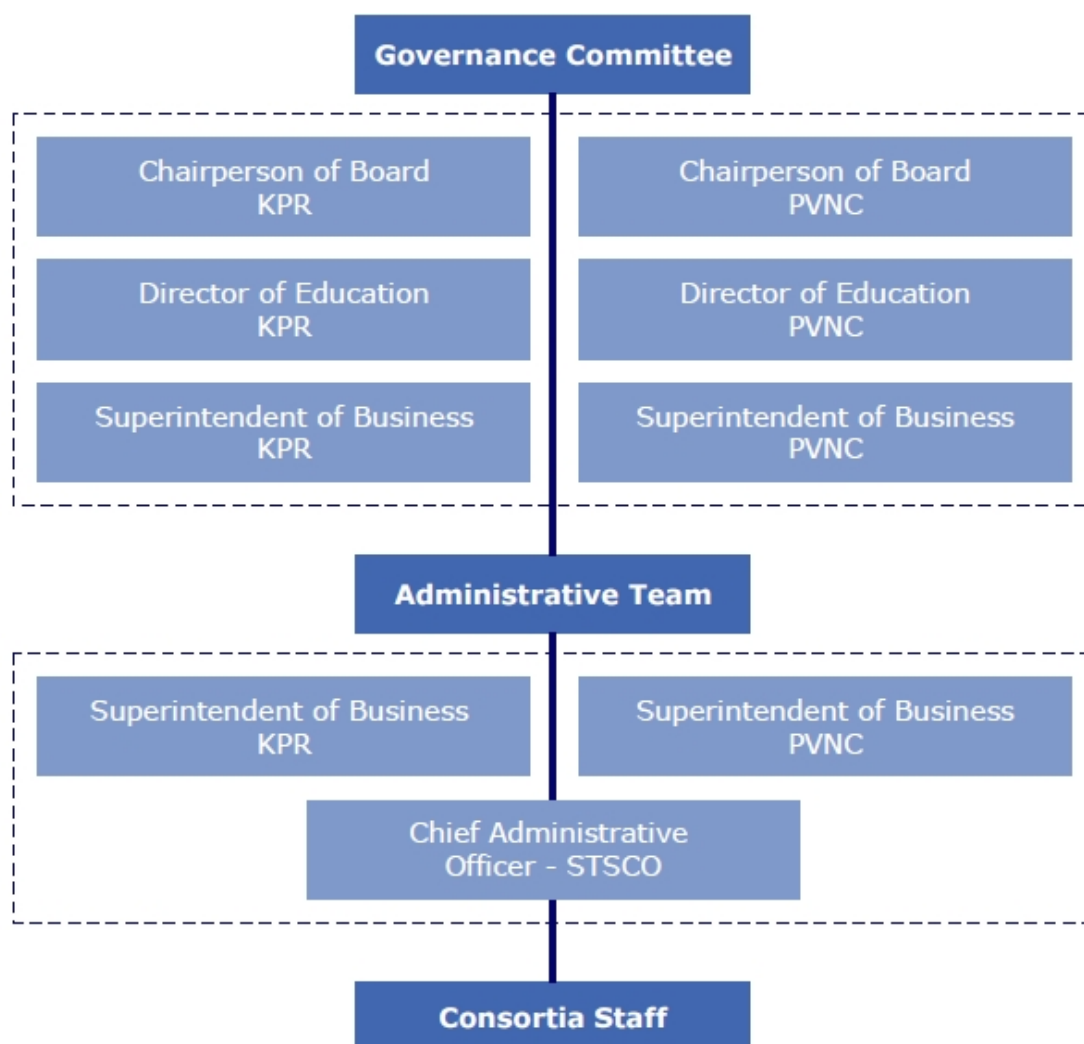 Governance Committee
Chairperson of Board
KPR
Chairperson of Board
PVNC
Director of Education
KPR
Director of Education
PVNC
Superintendent of Business
KPR
Superintendent of Business
PVNC
Administrative Team
Superintendent of Business
KPR
Superintendent of Business
PVNC
Chief Administrative
Officer - STSCO
Consortia Staff